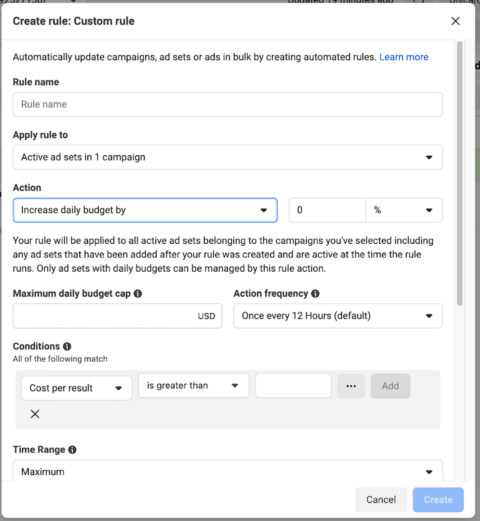 Updated 19 minutes ago
Create rule: Custom rule
Automatically update campaigns, ad sets or ads in bulk by creating automated rules. Learn more
Rule name
Rule name
Apply rule to
Active ad sets in 1 campaign
Action
Increase daily budget by
0
%
Your rule will be applied to all active ad sets belonging to the campaigns you've selected including
any ad sets that have been added after your rule was created and are active at the time the rule
runs. Only ad sets with daily budgets can be managed by this rule action.
Maximum daily budget cap
Action frequency
USD
Once every 12 Hours (default)
Conditions
All of the following match
Cost per result
is greater than
...
Add
Time Range
Maximum
Cancel
Create